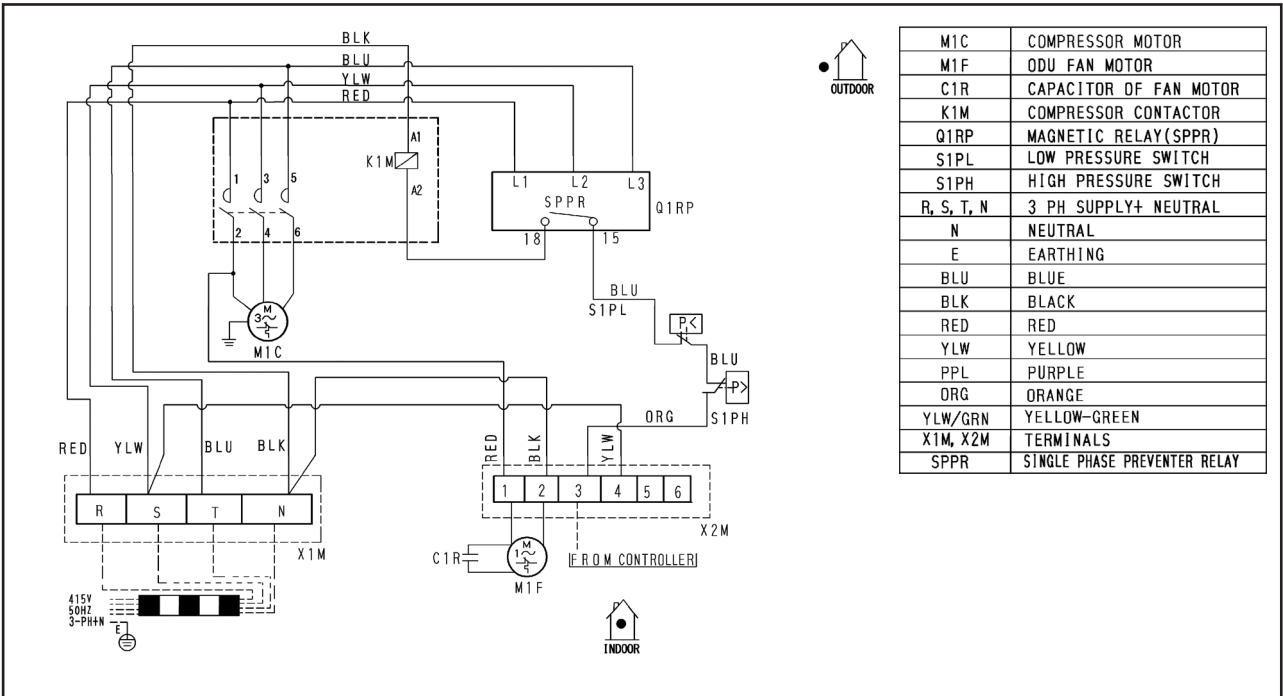 BLK
BLU
YLW
RED
A1
K1M
A2
1 3 5
2 4 6
L1 L2 L3
SPPR
Q1RP
18 15
BLU
S1PL
P<
BLU
P>
S1PH
ORG
M
3~
M1C
RED YLW BLU BLK
RED BLK YLW
R S T N
X1M
1 2 3 4 5 6
X2M
C1R
M
1~
M1F
FROM CONTROLLER
415V
50HZ
3-PH+N
E
INDOOR
OUTDOOR
M1C COMPRESSOR MOTOR
M1F ODU FAN MOTOR
C1R CAPACITOR OF FAN MOTOR
K1M COMPRESSOR CONTACTOR
Q1RP MAGNETIC RELAY(SPPR)
S1PL LOW PRESSURE SWITCH
S1PH HIGH PRESSURE SWITCH
R, S, T, N 3 PH SUPPLY+ NEUTRAL
N NEUTRAL
E EARTHING
BLU BLUE
BLK BLACK
RED RED
YLW YELLOW
PPL PURPLE
ORG ORANGE
YLW/GRN YELLOW-GREEN
X1M, X2M TERMINALS
SPPR SINGLE PHASE PREVENTER RELAY